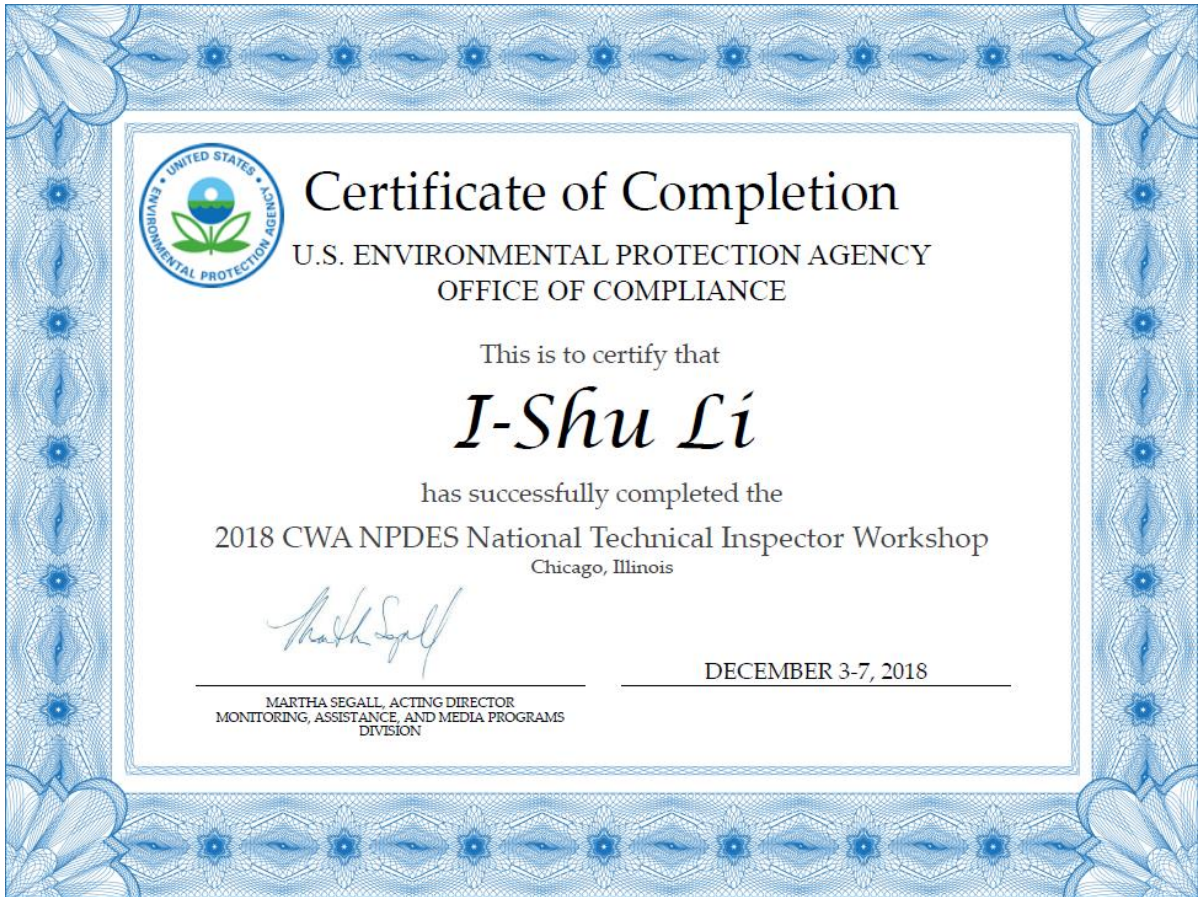 UNITED STATES • ENVIRONMENTAL PROTECTION AGENCY •
Certificate of Completion
U.S. ENVIRONMENTAL PROTECTION AGENCY
OFFICE OF COMPLIANCE
This is to certify that
I-Shu Li
has successfully completed the
2018 CWA NPDES National Technical Inspector Workshop
Chicago, Illinois
Martha Segall
DECEMBER 3-7, 2018
MARTHA SEGALL, ACTING DIRECTOR
MONITORING, ASSISTANCE, AND MEDIA PROGRAMS
DIVISION